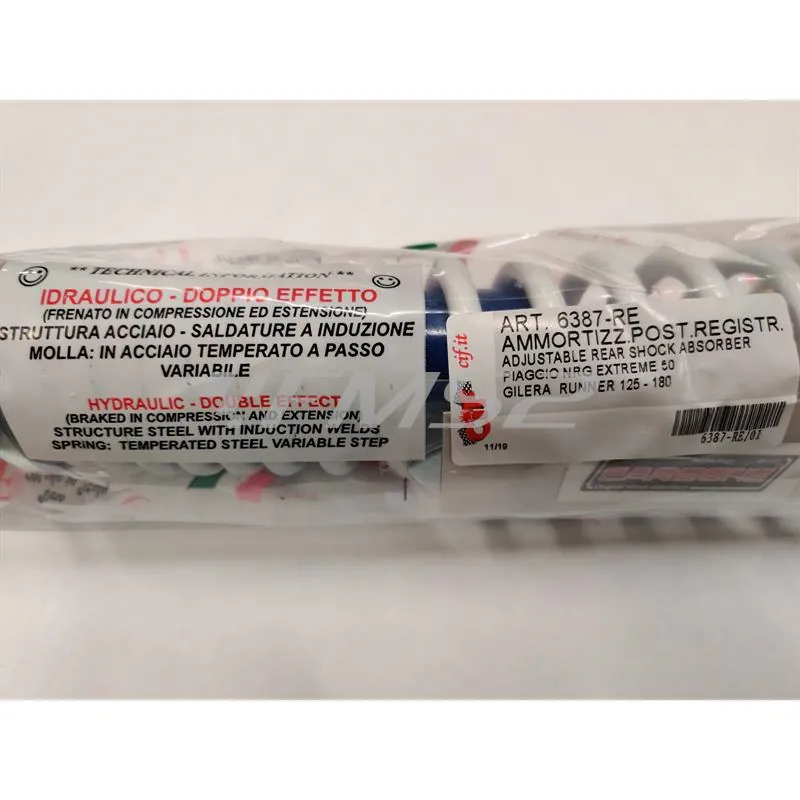 ** TECHNICAL INFORMATION **
IDRAULICO - DOPPIO EFFETTO
(FRENATO IN COMPRESSIONE ED ESTENSIONE)
STRUTTURA ACCIAIO - SALDATURE A INDUZIONE
MOLLA: IN ACCIAIO TEMPERATO A PASSO
VARIABILE
HYDRAULIC - DOUBLE EFFECT
(BRAKED IN COMPRESSION AND EXTENSION)
STRUCTURE STEEL WITH INDUCTION WELDS
SPRING: TEMPERATED STEEL VARIABLE STEP
cif
cif.it
11/19
ART. 6387-RE
AMMORTIZZ.POST.REGISTR.
ADJUSTABLE REAR SHOCK ABSORBER
PIAGGIO NRG EXTREME 50
GILERA RUNNER 125 - 180
6387-RE/01
CARBONE